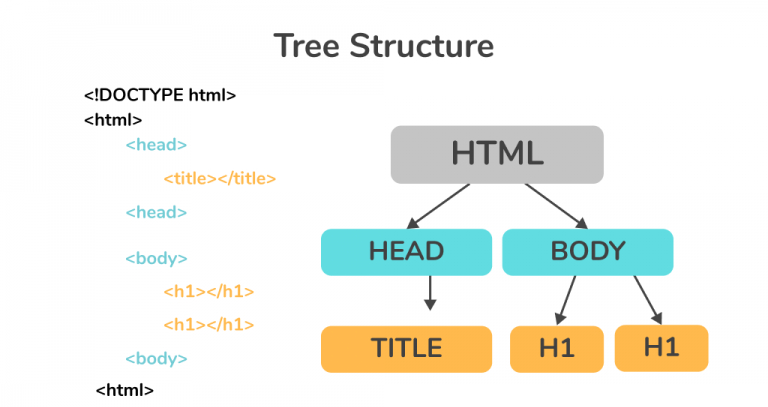 Tree Structure
<!DOCTYPE html>
<html>
<head>
<title></title>
<head>
<body>
<h1></h1>
<h1></h1>
<body>
<html>
HTML
HEAD
BODY
TITLE
H1
H1